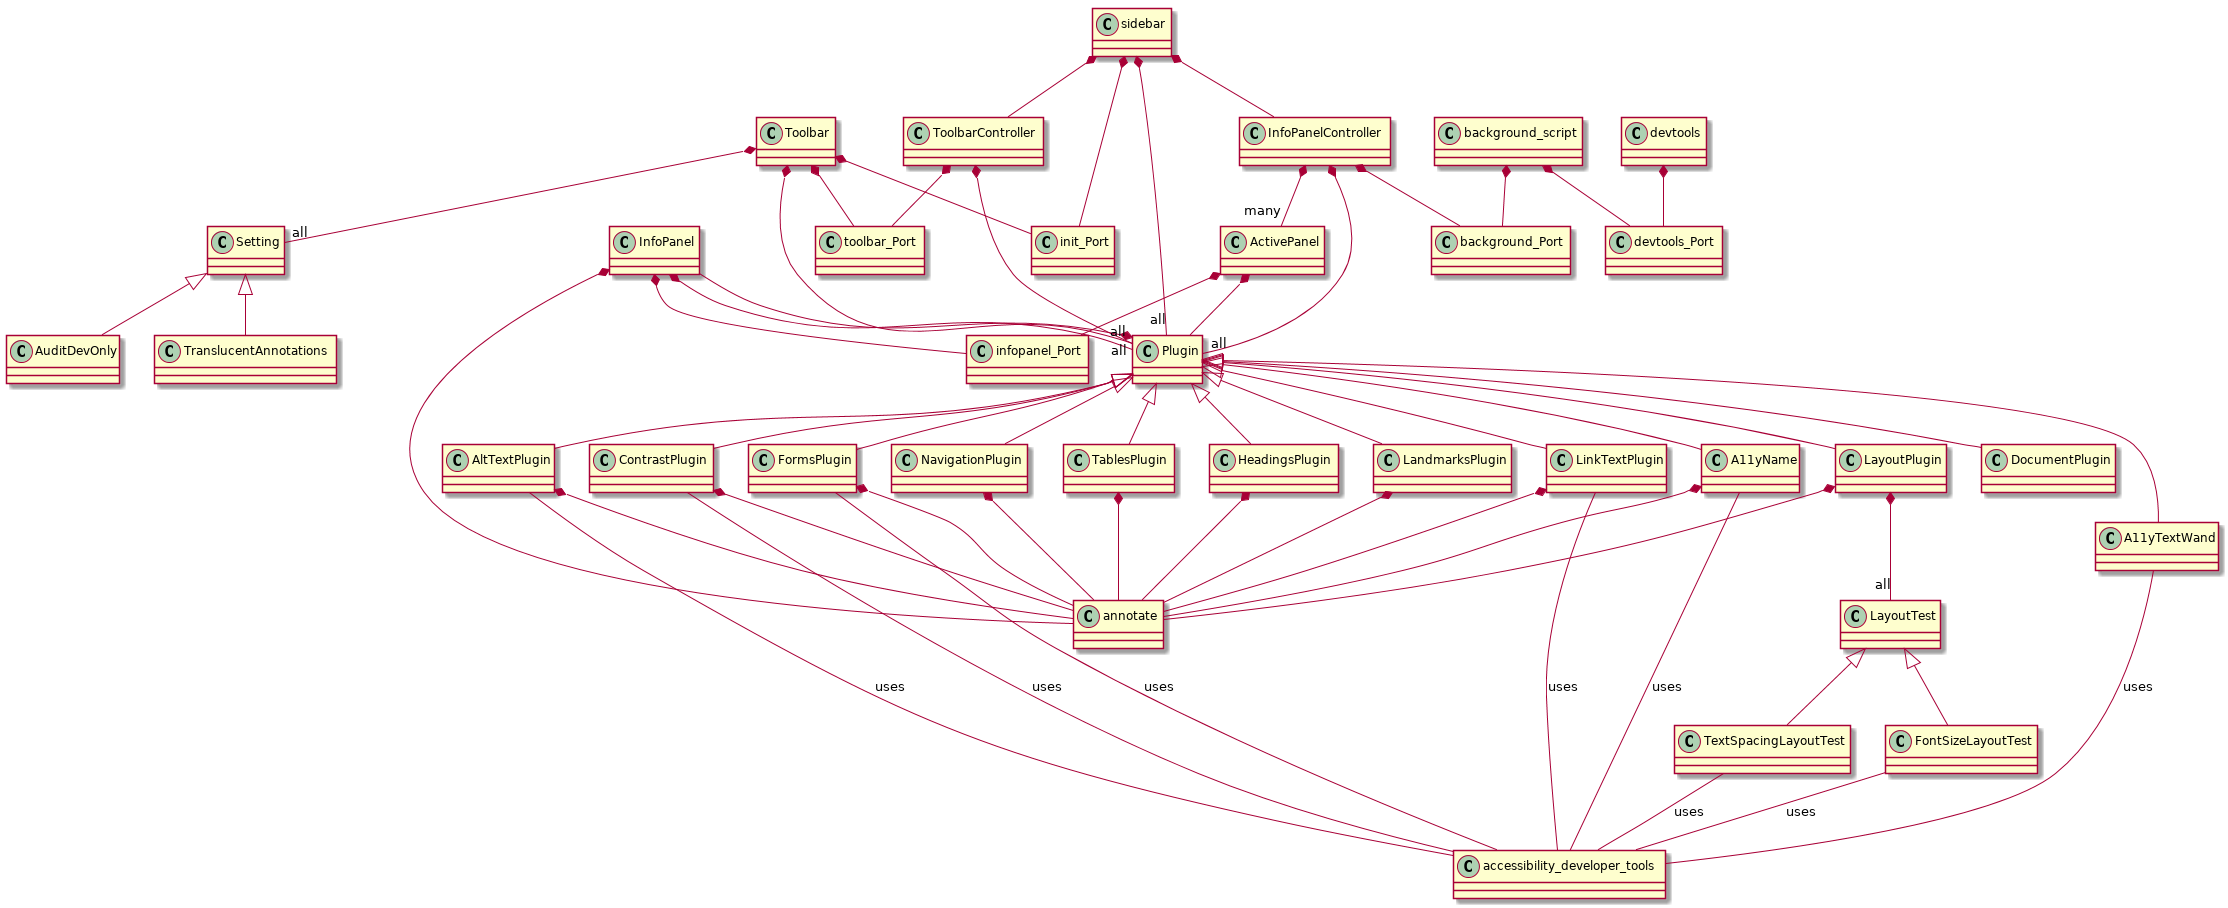 C sidebar
C Toolbar
C ToolbarController
C InfoPanelController
C background_script
C devtools
many
C Setting
all
C InfoPanel
C toolbar_Port
C init_Port
C ActivePanel
C background_Port
C devtools_Port
all
all
all
all
C AuditDevOnly
C TranslucentAnnotations
C infopanel_Port
C Plugin
C AltTextPlugin
C ContrastPlugin
C FormsPlugin
C NavigationPlugin
C TablesPlugin
C HeadingsPlugin
C LandmarksPlugin
C LinkTextPlugin
C A11yName
C LayoutPlugin
C DocumentPlugin
C A11yTextWand
all
C annotate
C LayoutTest
uses
uses
uses
uses
uses
uses
C TextSpacingLayoutTest
C FontSizeLayoutTest
uses
uses
C accessibility_developer_tools